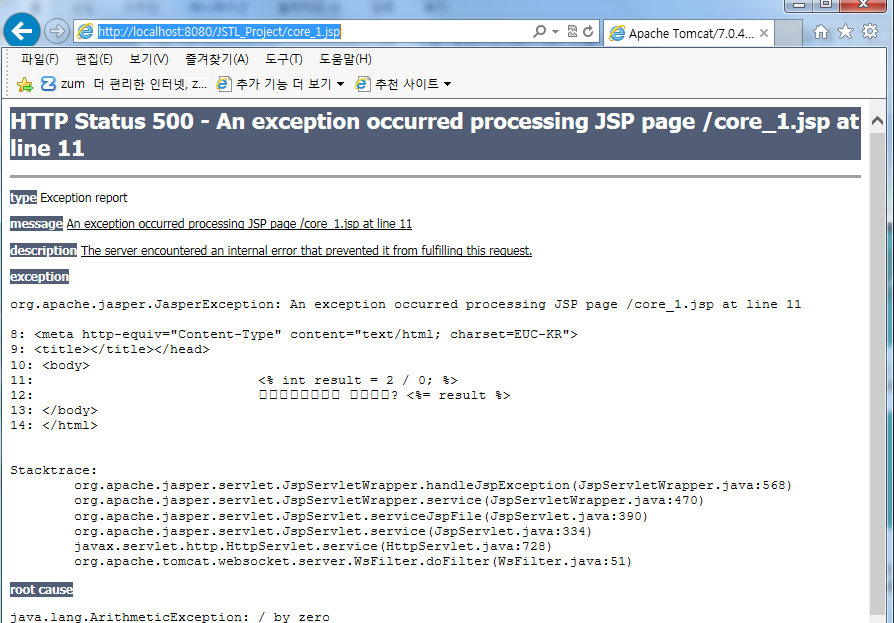 http://localhost:8080/JSTL_Project/core_1.jsp
Apache Tomcat/7.0.4...
파일(F) 편집(E) 보기(V) 즐겨찾기(A) 도구(T) 도움말(H)
zum 더 편리한 인터넷, z... 추가 기능 더 보기 추천 사이트
HTTP Status 500 - An exception occurred processing JSP page /core_1.jsp at
line 11
type Exception report
message An exception occurred processing JSP page /core_1.jsp at line 11
description The server encountered an internal error that prevented it from fulfilling this request.
exception
org.apache.jasper.JasperException: An exception occurred processing JSP page /core_1.jsp at line 11
8: <meta http-equiv="Content-Type" content="text/html; charset=EUC-KR">
9: <title></title></head>
10: <body>
11: <% int result = 2 / 0; %>
12: □□□□□□□□ □□□□? <%= result %>
13: </body>
14: </html>
Stacktrace:
org.apache.jasper.servlet.JspServletWrapper.handleJspException(JspServletWrapper.java:568)
org.apache.jasper.servlet.JspServletWrapper.service(JspServletWrapper.java:470)
org.apache.jasper.servlet.JspServlet.serviceJspFile(JspServlet.java:390)
org.apache.jasper.servlet.JspServlet.service(JspServlet.java:334)
javax.servlet.http.HttpServlet.service(HttpServlet.java:728)
org.apache.tomcat.websocket.server.WsFilter.doFilter(WsFilter.java:51)
root cause
java.lang.ArithmeticException: / by zero